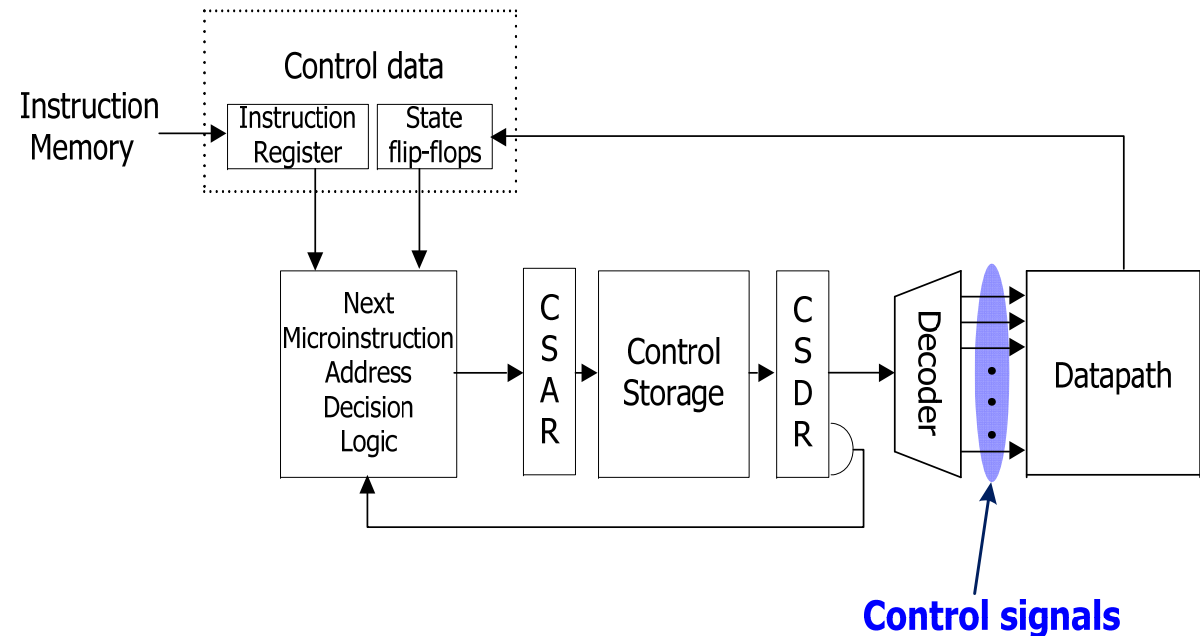 Control data
Instruction
Memory
Instruction
Register
State
flip-flops
Next
Microinstruction
Address
Decision
Logic
C
S
A
R
Control
Storage
C
S
D
R
Decoder
Datapath
Control signals